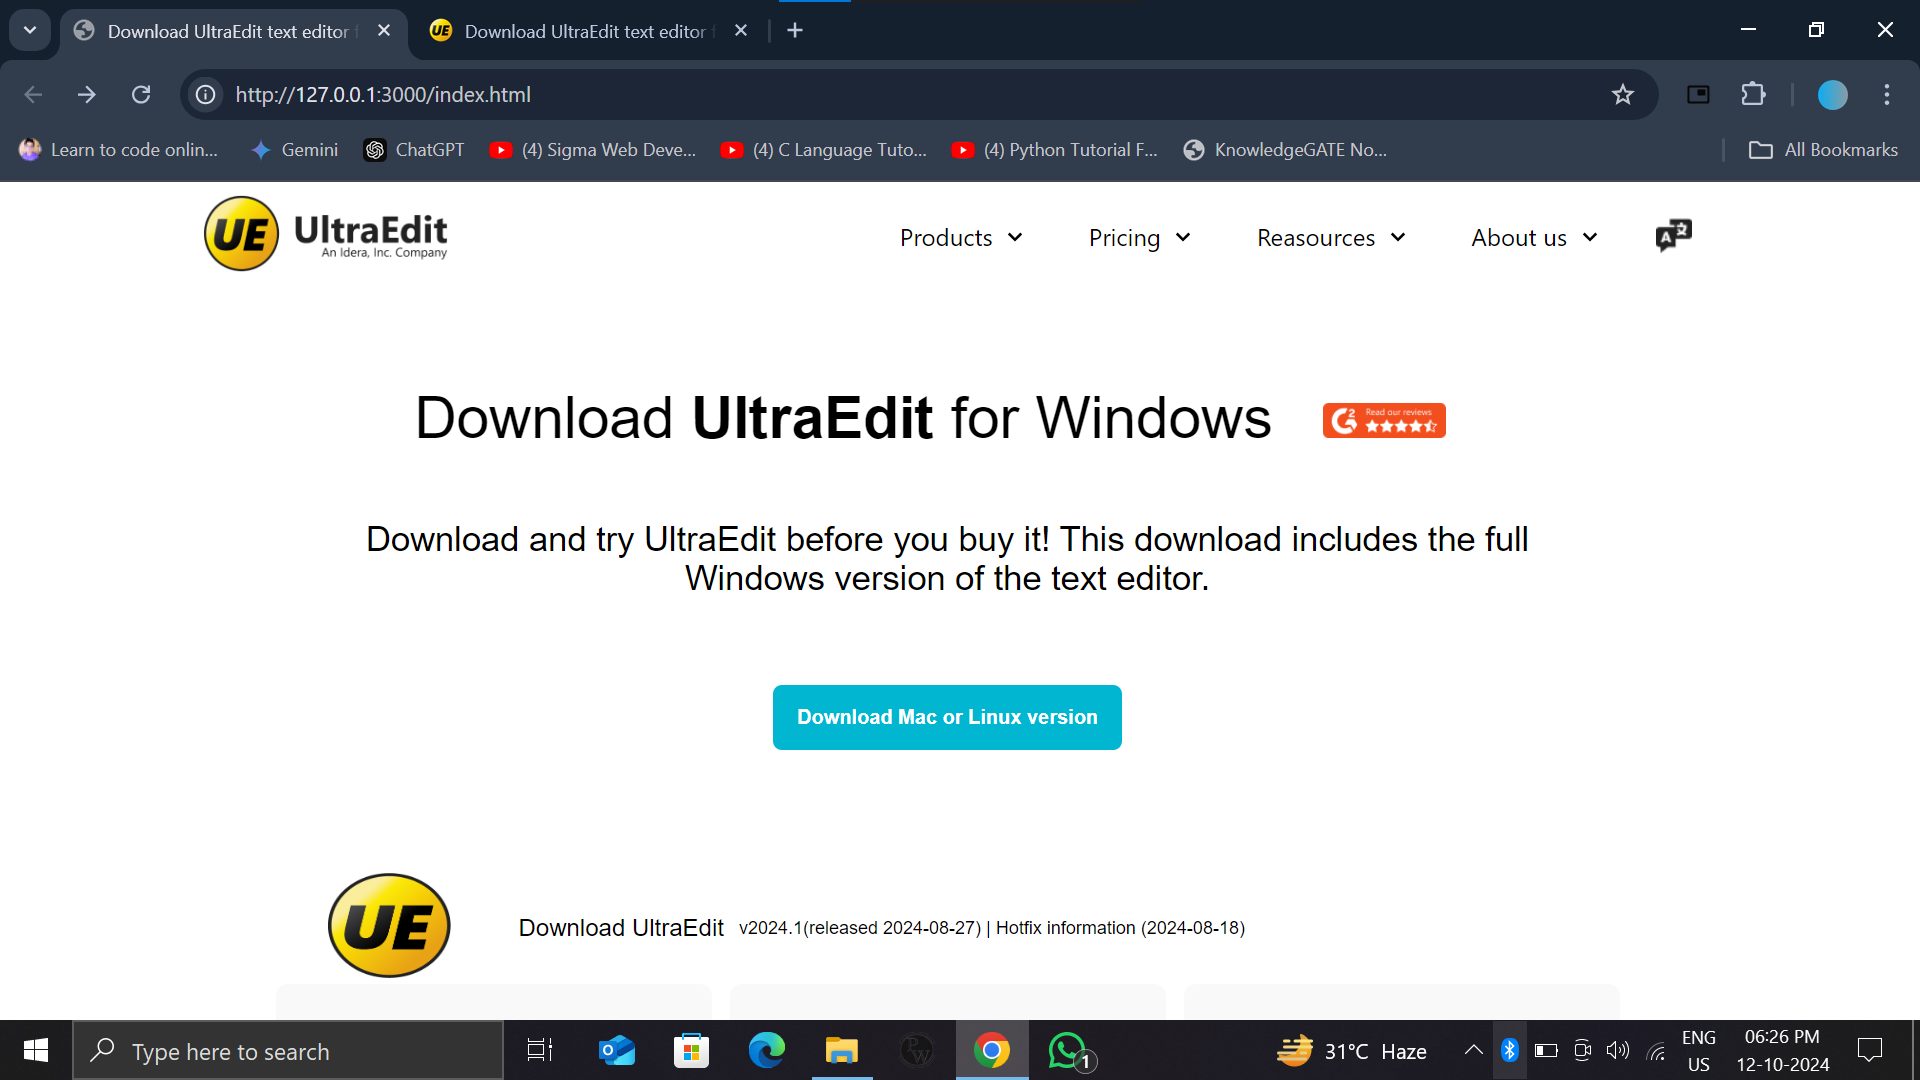 Download UltraEdit text editor
Download UltraEdit text editor
http://127.0.0.1:3000/index.html
Learn to code onlin...
Gemini
ChatGPT
(4) Sigma Web Deve...
(4) C Language Tuto...
(4) Python Tutorial F...
KnowledgeGATE No...
All Bookmarks
UE UltraEdit
An Idera, Inc. Company
Products
Pricing
Reasources
About us
A
Download UltraEdit for Windows
G2 Read our reviews
Download and try UltraEdit before you buy it! This download includes the full
Windows version of the text editor.
Download Mac or Linux version
UE
Download UltraEdit v2024.1(released 2024-08-27) | Hotfix information (2024-08-18)
Type here to search
PW
1
31°C Haze
ENG
US
06:26 PM
12-10-2024